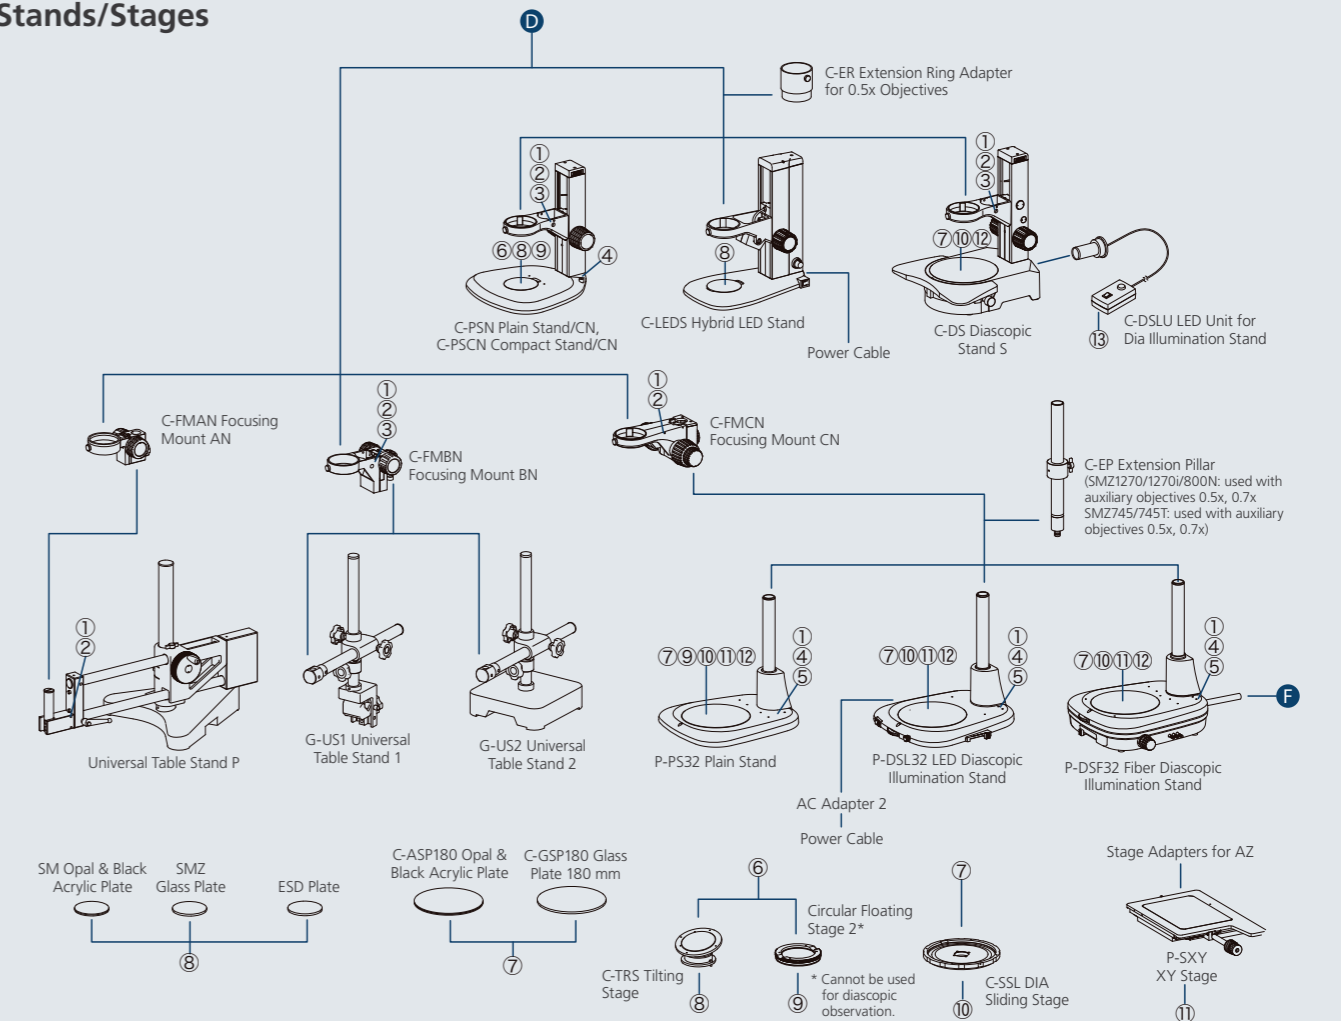 Stands/Stages
D
C-ER Extension Ring Adapter
for 0.5x Objectives
①
②
③
①
②
③
⑥⑧⑨
④
⑧
⑦⑩⑫
C-PSN Plain Stand/CN,
C-PSCN Compact Stand/CN
C-LEDS Hybrid LED Stand
Power Cable
C-DS Diascopic
Stand S
⑬
C-DSLU LED Unit for
Dia Illumination Stand
C-FMAN Focusing
Mount AN
①
②
③
C-FMBN
Focusing Mount BN
①
②
C-FMCN
Focusing Mount CN
C-EP Extension Pillar
(SMZ1270/1270i/800N: used with
auxiliary objectives 0.5x, 0.7x
SMZ745/745T: used with auxiliary
objectives 0.5x, 0.7x)
①
②
Universal Table Stand P
G-US1 Universal
Table Stand 1
G-US2 Universal
Table Stand 2
⑦⑨⑩⑪⑫
①
④
⑤
P-PS32 Plain Stand
⑦⑩⑪⑫
①
④
⑤
P-DSL32 LED Diascopic
Illumination Stand
⑦⑩⑪⑫
①
④
⑤
F
P-DSF32 Fiber Diascopic
Illumination Stand
AC Adapter 2
Power Cable
SM Opal & Black
Acrylic Plate
SMZ
Glass Plate
ESD Plate
⑧
C-ASP180 Opal &
Black Acrylic Plate
C-GSP180 Glass
Plate 180 mm
⑦
⑥
C-TRS Tilting
Stage
⑧
Circular Floating
Stage 2*
⑨
* Cannot be used
for diascopic
observation.
⑦
⑩
C-SSL DIA
Sliding Stage
Stage Adapters for AZ
P-SXY
XY Stage
⑪